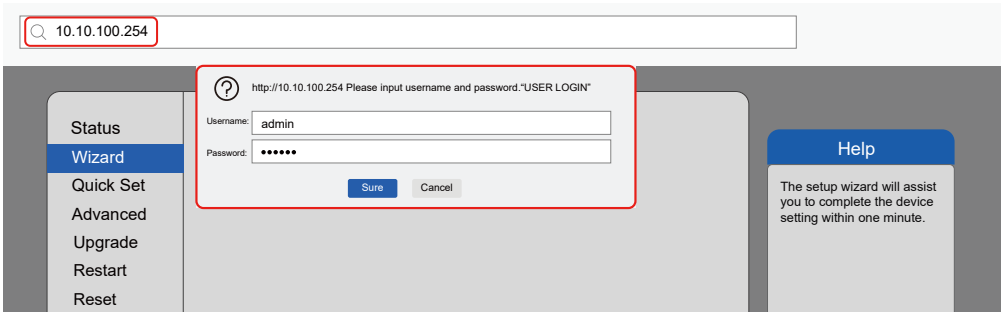 10.10.100.254
http://10.10.100.254 Please input username and password.“USER LOGIN”
Username: admin
Password: ••••••
Sure Cancel
Status
Wizard
Quick Set
Advanced
Upgrade
Restart
Reset
Help
The setup wizard will assist
you to complete the device
setting within one minute.